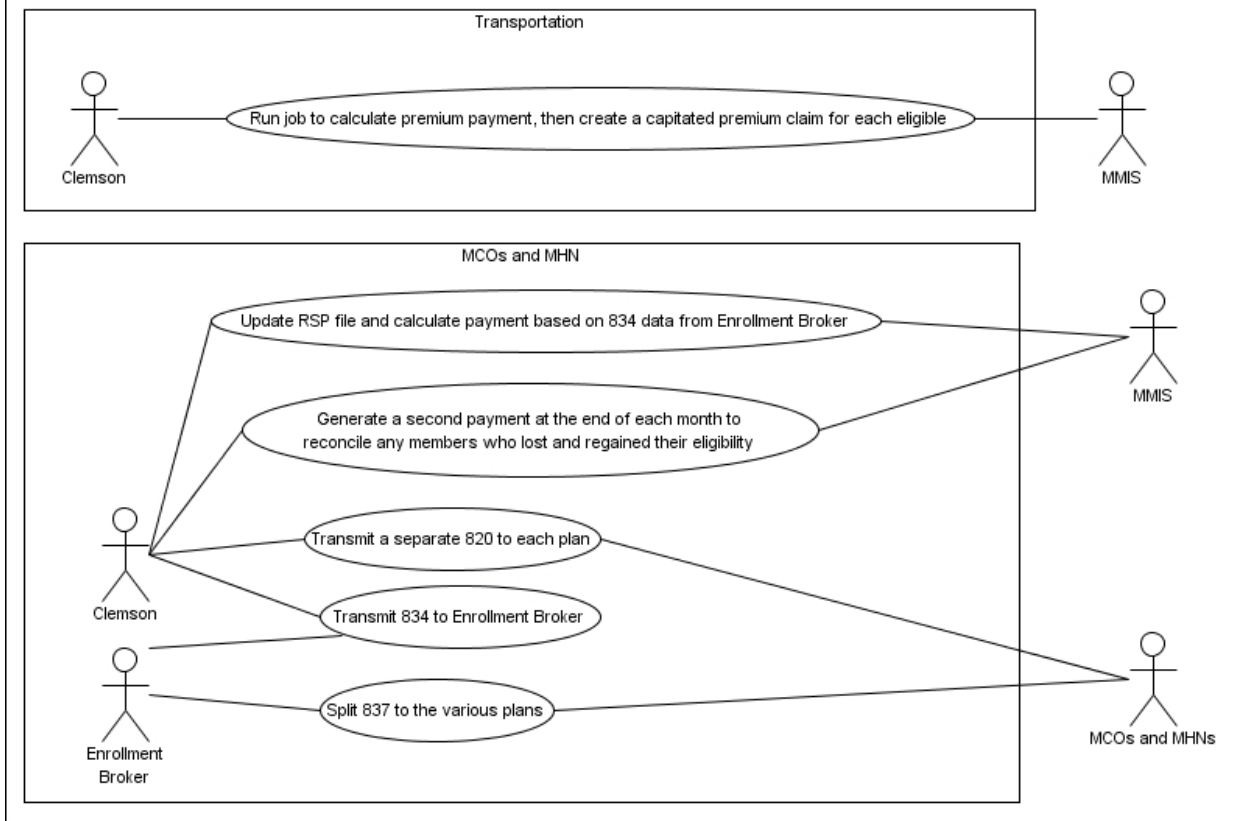 Transportation
Run job to calculate premium payment, then create a capitated premium claim for each eligible
Clemson
MMIS
MCOs and MHN
Update RSP file and calculate payment based on 834 data from Enrollment Broker
MMIS
Generate a second payment at the end of each month to
reconcile any members who lost and regained their eligibility
Transmit a separate 820 to each plan
Clemson
Transmit 834 to Enrollment Broker
Split 837 to the various plans
MCOs and MHNs
Enrollment
Broker